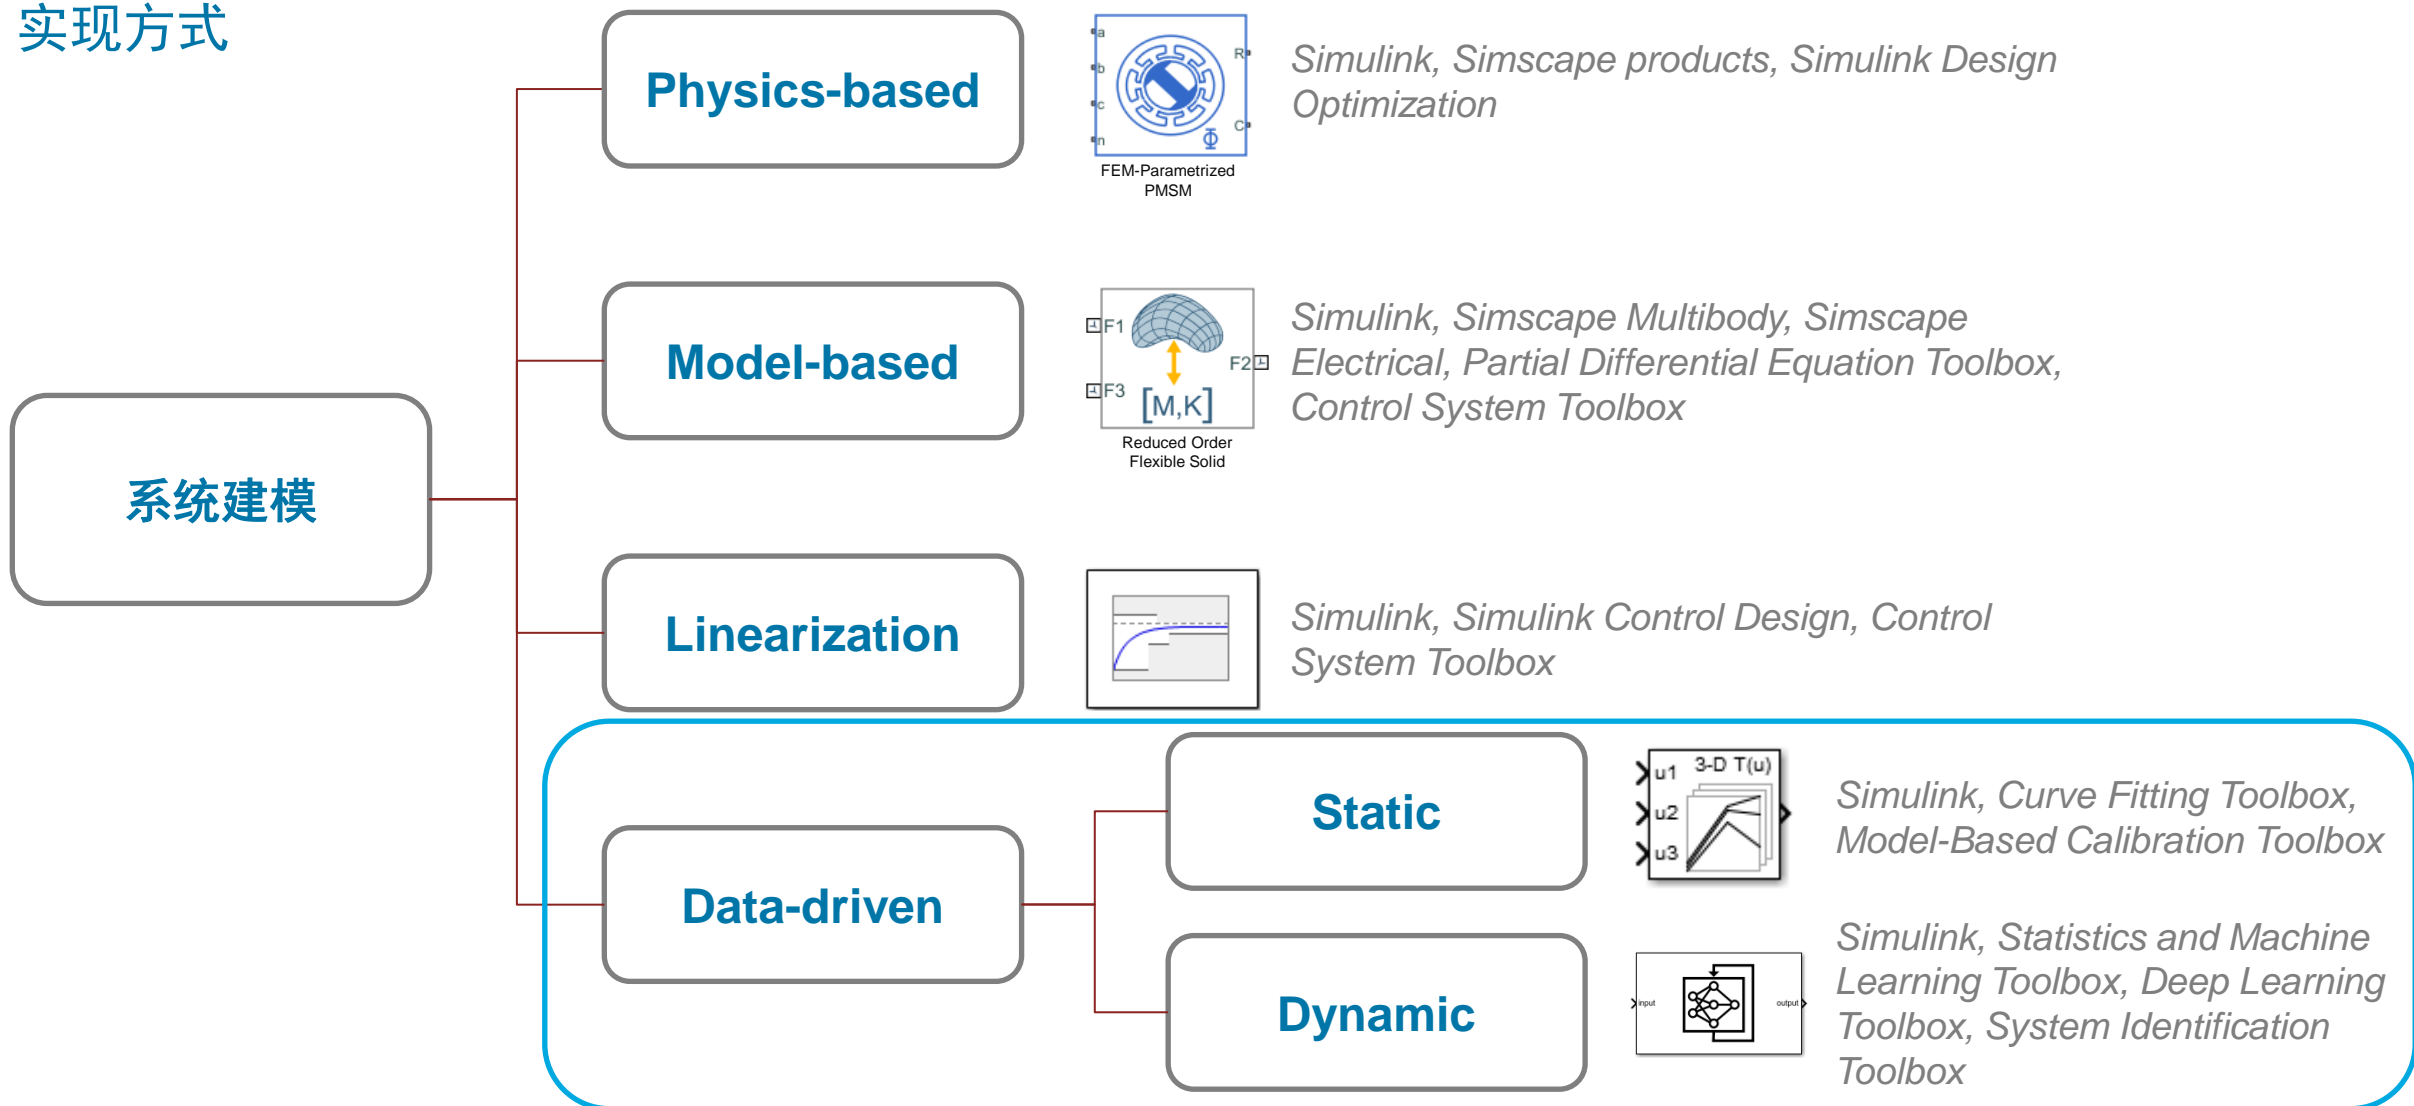 实现方式
Physics-based
a
b
c
n
R
C
Φ
FEM-Parametrized
PMSM
Simulink, Simscape products, Simulink Design
Optimization
Model-based
F1
F3
F2
[M,K]
Reduced Order
Flexible Solid
Simulink, Simscape Multibody, Simscape
Electrical, Partial Differential Equation Toolbox,
Control System Toolbox
系统建模
Linearization
Simulink, Simulink Control Design, Control
System Toolbox
Data-driven
Static
3-D T(u)
u1
u2
u3
Simulink, Curve Fitting Toolbox,
Model-Based Calibration Toolbox
Dynamic
input
output
Simulink, Statistics and Machine
Learning Toolbox, Deep Learning
Toolbox, System Identification
Toolbox